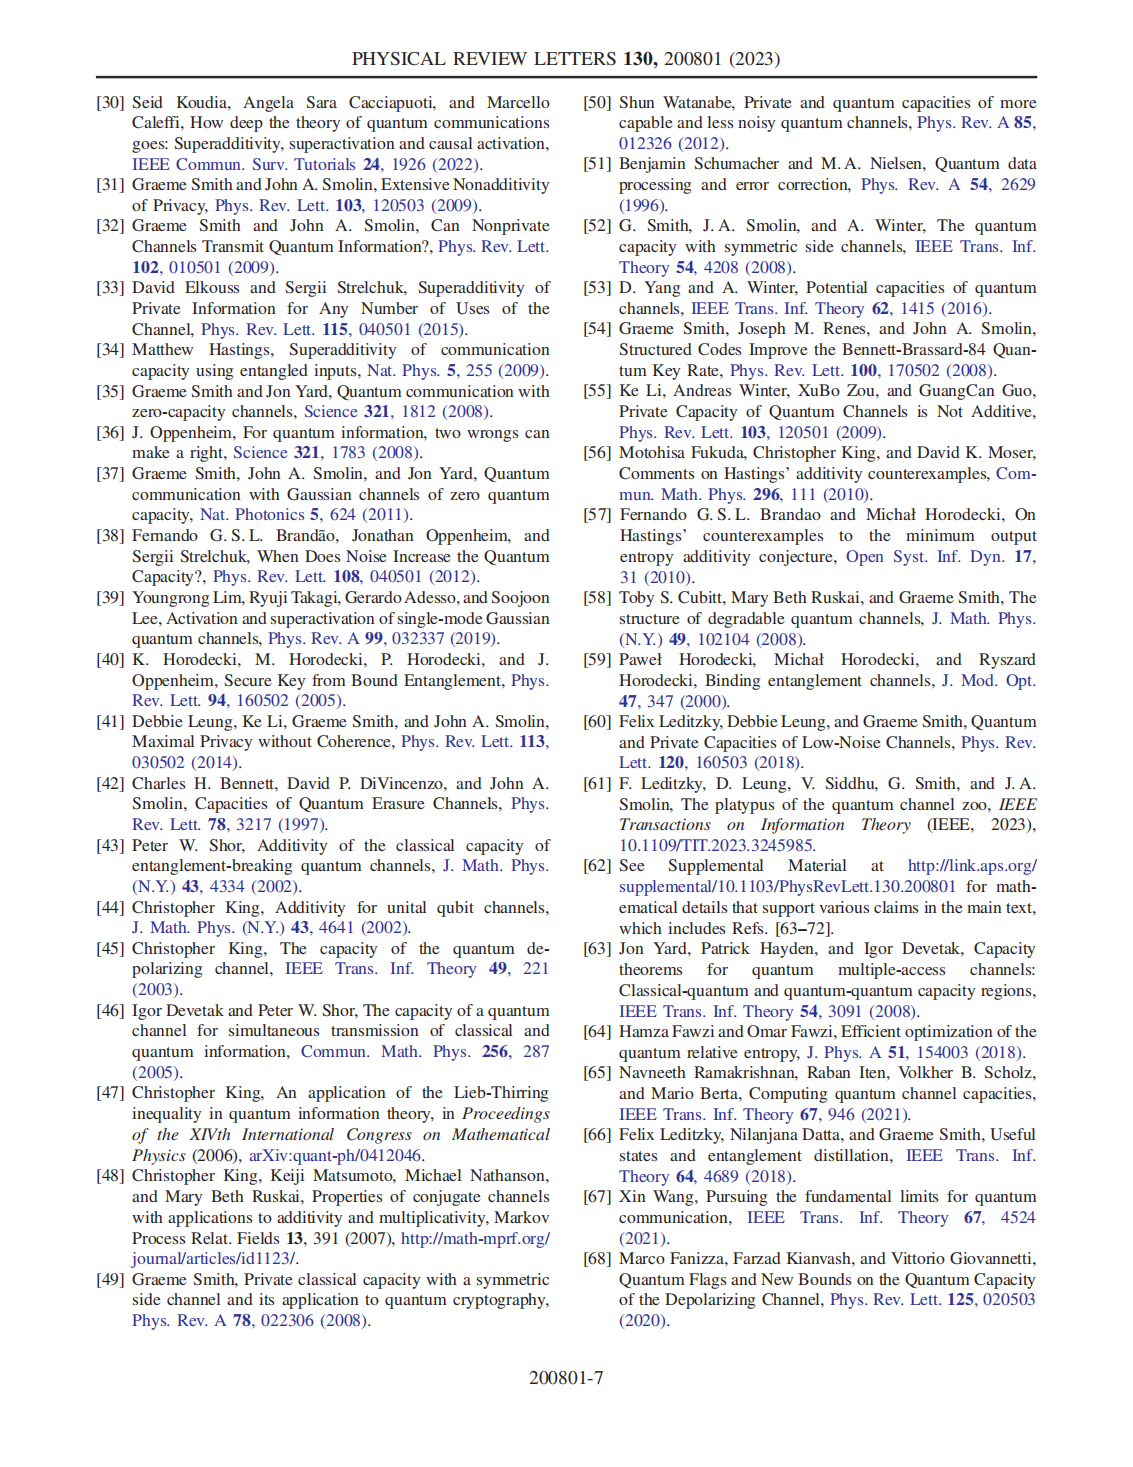 PHYSICAL REVIEW LETTERS 130, 200801 (2023)
[30] Seid Koudia, Angela Sara Cacciapuoti, and Marcello
Caleffi, How deep the theory of quantum communications
goes: Superadditivity, superactivation and causal activation,
IEEE Commun. Surv. Tutorials 24, 1926 (2022).
[31] Graeme Smith and John A. Smolin, Extensive Nonadditivity
of Privacy, Phys. Rev. Lett. 103, 120503 (2009).
[32] Graeme Smith and John A. Smolin, Can Nonprivate
Channels Transmit Quantum Information?, Phys. Rev. Lett.
102, 010501 (2009).
[33] David Elkouss and Sergii Strelchuk, Superadditivity of
Private Information for Any Number of Uses of the
Channel, Phys. Rev. Lett. 115, 040501 (2015).
[34] Matthew Hastings, Superadditivity of communication
capacity using entangled inputs, Nat. Phys. 5, 255 (2009).
[35] Graeme Smith and Jon Yard, Quantum communication with
zero-capacity channels, Science 321, 1812 (2008).
[36] J. Oppenheim, For quantum information, two wrongs can
make a right, Science 321, 1783 (2008).
[37] Graeme Smith, John A. Smolin, and Jon Yard, Quantum
communication with Gaussian channels of zero quantum
capacity, Nat. Photonics 5, 624 (2011).
[38] Fernando G. S. L. Brandão, Jonathan Oppenheim, and
Sergii Strelchuk, When Does Noise Increase the Quantum
Capacity?, Phys. Rev. Lett. 108, 040501 (2012).
[39] Youngrong Lim, Ryuji Takagi, Gerardo Adesso, and Soojoon
Lee, Activation and superactivation of single-mode Gaussian
quantum channels, Phys. Rev. A 99, 032337 (2019).
[40] K. Horodecki, M. Horodecki, P. Horodecki, and J.
Oppenheim, Secure Key from Bound Entanglement, Phys.
Rev. Lett. 94, 160502 (2005).
[41] Debbie Leung, Ke Li, Graeme Smith, and John A. Smolin,
Maximal Privacy without Coherence, Phys. Rev. Lett. 113,
030502 (2014).
[42] Charles H. Bennett, David P. DiVincenzo, and John A.
Smolin, Capacities of Quantum Erasure Channels, Phys.
Rev. Lett. 78, 3217 (1997).
[43] Peter W. Shor, Additivity of the classical capacity of
entanglement-breaking quantum channels, J. Math. Phys.
(N.Y.) 43, 4334 (2002).
[44] Christopher King, Additivity for unital qubit channels,
J. Math. Phys. (N.Y.) 43, 4641 (2002).
[45] Christopher King, The capacity of the quantum de-
polarizing channel, IEEE Trans. Inf. Theory 49, 221
(2003).
[46] Igor Devetak and Peter W. Shor, The capacity of a quantum
channel for simultaneous transmission of classical and
quantum information, Commun. Math. Phys. 256, 287
(2005).
[47] Christopher King, An application of the Lieb-Thirring
inequality in quantum information theory, in Proceedings
of the XIVth International Congress on Mathematical
Physics (2006), arXiv:quant-ph/0412046.
[48] Christopher King, Keiji Matsumoto, Michael Nathanson,
and Mary Beth Ruskai, Properties of conjugate channels
with applications to additivity and multiplicativity, Markov
Process Relat. Fields 13, 391 (2007), http://math-mprf.org/
journal/articles/id1123/.
[49] Graeme Smith, Private classical capacity with a symmetric
side channel and its application to quantum cryptography,
Phys. Rev. A 78, 022306 (2008).
[50] Shun Watanabe, Private and quantum capacities of more
capable and less noisy quantum channels, Phys. Rev. A 85,
012326 (2012).
[51] Benjamin Schumacher and M. A. Nielsen, Quantum data
processing and error correction, Phys. Rev. A 54, 2629
(1996).
[52] G. Smith, J. A. Smolin, and A. Winter, The quantum
capacity with symmetric side channels, IEEE Trans. Inf.
Theory 54, 4208 (2008).
[53] D. Yang and A. Winter, Potential capacities of quantum
channels, IEEE Trans. Inf. Theory 62, 1415 (2016).
[54] Graeme Smith, Joseph M. Renes, and John A. Smolin,
Structured Codes Improve the Bennett-Brassard-84 Quan-
tum Key Rate, Phys. Rev. Lett. 100, 170502 (2008).
[55] Ke Li, Andreas Winter, XuBo Zou, and GuangCan Guo,
Private Capacity of Quantum Channels is Not Additive,
Phys. Rev. Lett. 103, 120501 (2009).
[56] Motohisa Fukuda, Christopher King, and David K. Moser,
Comments on Hastings’ additivity counterexamples, Com-
mun. Math. Phys. 296, 111 (2010).
[57] Fernando G. S. L. Brandao and Michał Horodecki, On
Hastings’ counterexamples to the minimum output
entropy additivity conjecture, Open Syst. Inf. Dyn. 17,
31 (2010).
[58] Toby S. Cubitt, Mary Beth Ruskai, and Graeme Smith, The
structure of degradable quantum channels, J. Math. Phys.
(N.Y.) 49, 102104 (2008).
[59] Paweł Horodecki, Michał Horodecki, and Ryszard
Horodecki, Binding entanglement channels, J. Mod. Opt.
47, 347 (2000).
[60] Felix Leditzky, Debbie Leung, and Graeme Smith, Quantum
and Private Capacities of Low-Noise Channels, Phys. Rev.
Lett. 120, 160503 (2018).
[61] F. Leditzky, D. Leung, V. Siddhu, G. Smith, and J. A.
Smolin, The platypus of the quantum channel zoo, IEEE
Transactions on Information Theory (IEEE, 2023),
10.1109/TIT.2023.3245985.
[62] See Supplemental Material at http://link.aps.org/
supplemental/10.1103/PhysRevLett.130.200801 for math-
ematical details that support various claims in the main text,
which includes Refs. [63–72].
[63] Jon Yard, Patrick Hayden, and Igor Devetak, Capacity
theorems for quantum multiple-access channels:
Classical-quantum and quantum-quantum capacity regions,
IEEE Trans. Inf. Theory 54, 3091 (2008).
[64] Hamza Fawzi and Omar Fawzi, Efficient optimization of the
quantum relative entropy, J. Phys. A 51, 154003 (2018).
[65] Navneeth Ramakrishnan, Raban Iten, Volkher B. Scholz,
and Mario Berta, Computing quantum channel capacities,
IEEE Trans. Inf. Theory 67, 946 (2021).
[66] Felix Leditzky, Nilanjana Datta, and Graeme Smith, Useful
states and entanglement distillation, IEEE Trans. Inf.
Theory 64, 4689 (2018).
[67] Xin Wang, Pursuing the fundamental limits for quantum
communication, IEEE Trans. Inf. Theory 67, 4524
(2021).
[68] Marco Fanizza, Farzad Kianvash, and Vittorio Giovannetti,
Quantum Flags and New Bounds on the Quantum Capacity
of the Depolarizing Channel, Phys. Rev. Lett. 125, 020503
(2020).
200801-7